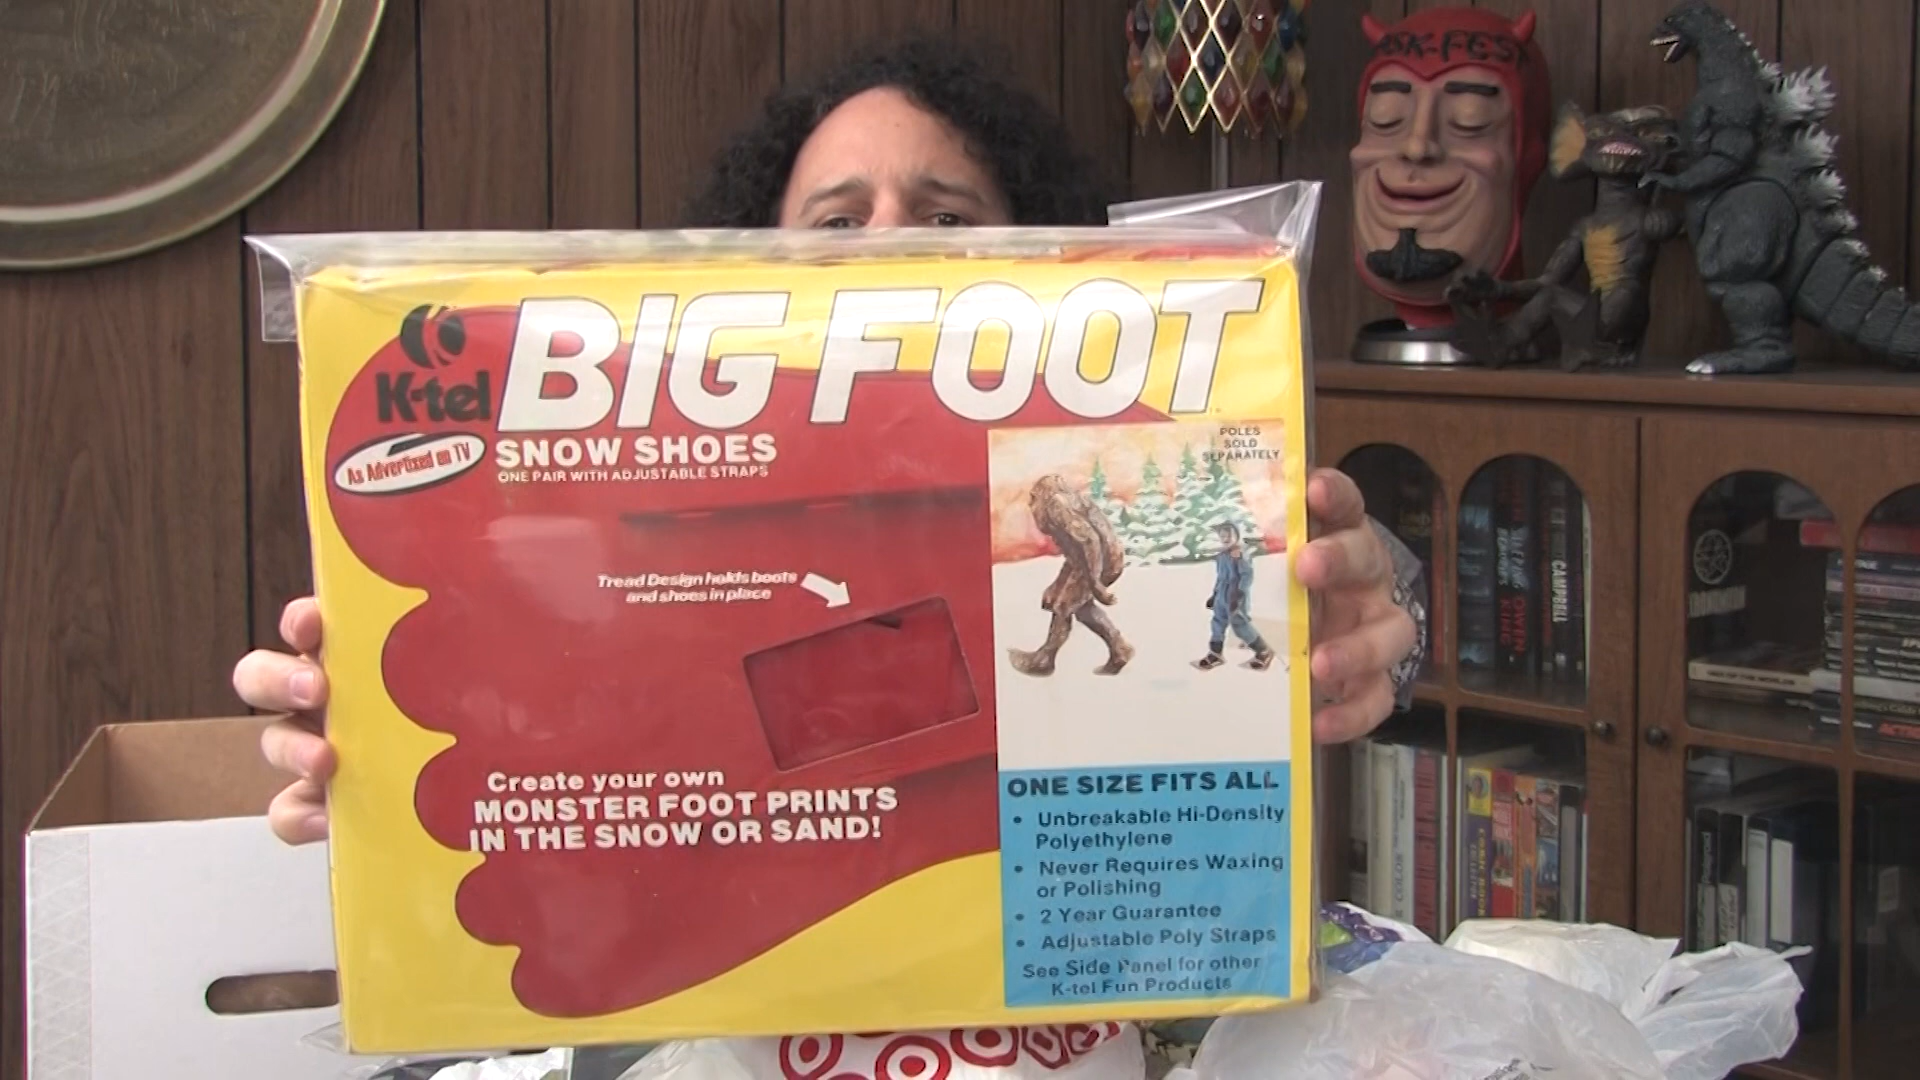 K-tel
BIG FOOT
As Advertised on TV
SNOW SHOES
ONE PAIR WITH ADJUSTABLE STRAPS
POLES
SOLD
SEPARATELY
Tread Design holds boots
and shoes in place
Create your own
MONSTER FOOT PRINTS
IN THE SNOW OR SAND!
ONE SIZE FITS ALL
• Unbreakable Hi-Density
Polyethylene
• Never Requires Waxing
or Polishing
• 2 Year Guarantee
• Adjustable Poly Straps
See Side Panel for other
K-tel Fun Products
CAMPBELL
KING